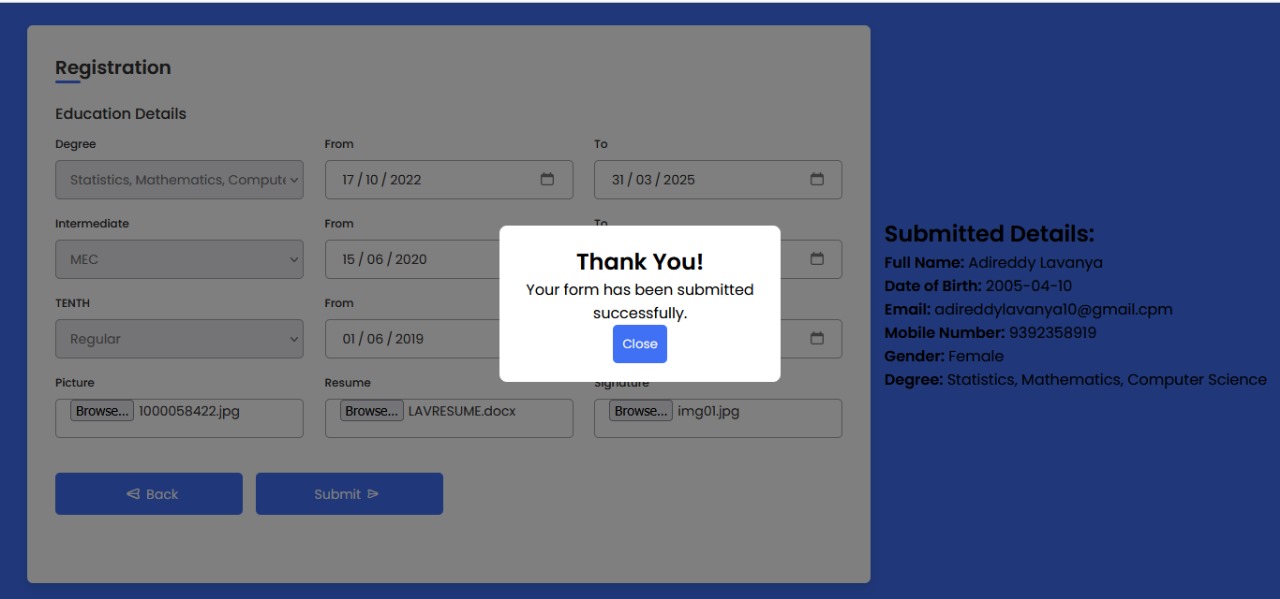 Registration
Education Details
Degree From To
Statistics, Mathematics, Compute 17 / 10 / 2022 31 / 03 / 2025
Intermediate From To
MEC 15 / 06 / 2020
TENTH From
Regular 01 / 06 / 2019
Picture Resume Signature
Browse... 1000058422.jpg Browse... LAVRESUME.docx Browse... img01.jpg
Back Submit
Thank You!
Your form has been submitted
successfully.
Close
Submitted Details:
Full Name: Adireddy Lavanya
Date of Birth: 2005-04-10
Email: adireddylavanya10@gmail.cpm
Mobile Number: 9392358919
Gender: Female
Degree: Statistics, Mathematics, Computer Science